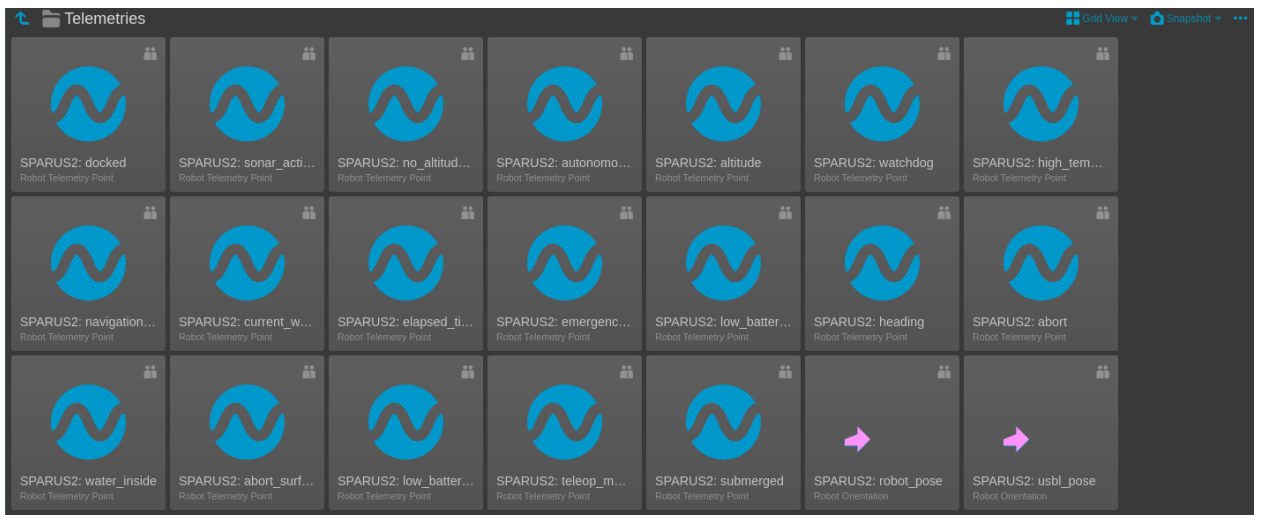 Telemetries
Grid View
Snapshot
SPARUS2: docked
Robot Telemetry Point
SPARUS2: sonar_acti...
Robot Telemetry Point
SPARUS2: no_altitud...
Robot Telemetry Point
SPARUS2: autonomo...
Robot Telemetry Point
SPARUS2: altitude
Robot Telemetry Point
SPARUS2: watchdog
Robot Telemetry Point
SPARUS2: high_tem...
Robot Telemetry Point
SPARUS2: navigation...
Robot Telemetry Point
SPARUS2: current_w...
Robot Telemetry Point
SPARUS2: elapsed_ti...
Robot Telemetry Point
SPARUS2: emergenc...
Robot Telemetry Point
SPARUS2: low_batter...
Robot Telemetry Point
SPARUS2: heading
Robot Telemetry Point
SPARUS2: abort
Robot Telemetry Point
SPARUS2: water_inside
Robot Telemetry Point
SPARUS2: abort_surf...
Robot Telemetry Point
SPARUS2: low_batter...
Robot Telemetry Point
SPARUS2: teleop_m...
Robot Telemetry Point
SPARUS2: submerged
Robot Telemetry Point
SPARUS2: robot_pose
Robot Orientation
SPARUS2: usbl_pose
Robot Orientation